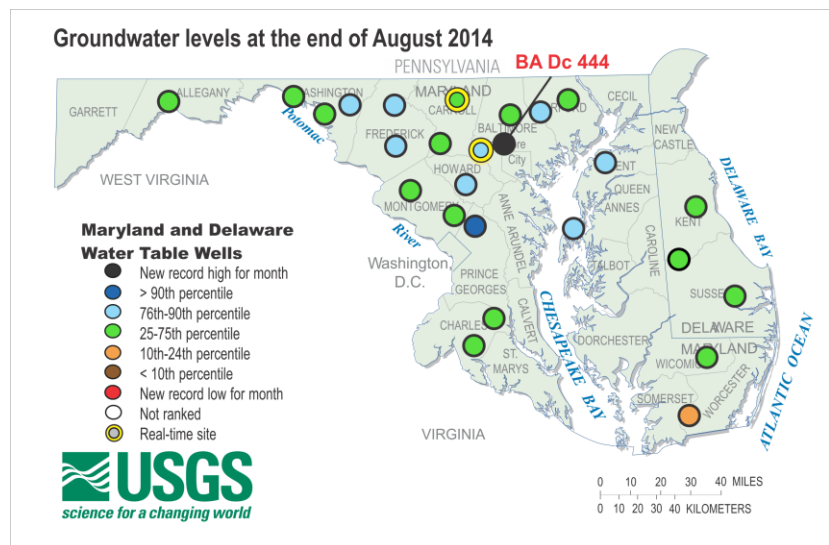 Groundwater levels at the end of August 2014
BA Dc 444
PENNSYLVANIA
MARYLAND
GARRETT
ALLEGANY
WASHINGTON
CARROLL
CECIL
Potomac
FREDERICK
BALTIMORE
City
NEW
CASTLE
HOWARD
WEST VIRGINIA
QUEEN
ANNES
DELAWARE BAY
MONTGOMERY
KENT
ANNE ARUNDEL
Maryland and Delaware
Water Table Wells
River
Washington,
D.C.
TALBOT
CAROLINE
New record high for month
> 90th percentile
76th-90th percentile
25-75th percentile
10th-24th percentile
< 10th percentile
New record low for month
Not ranked
Real-time site
PRINCE
GEORGES
CALVERT
CHARLES
ST.
MARYS
CHESAPEAKE BAY
DORCHESTER
SUSSE
DELAWARE
MARYLAND
WICOMICO
WORCESTER
SOMERSET
ATLANTIC OCEAN
VIRGINIA
USGS
science for a changing world
0 10 20 30 40 MILES
0 10 20 30 40 KILOMETERS